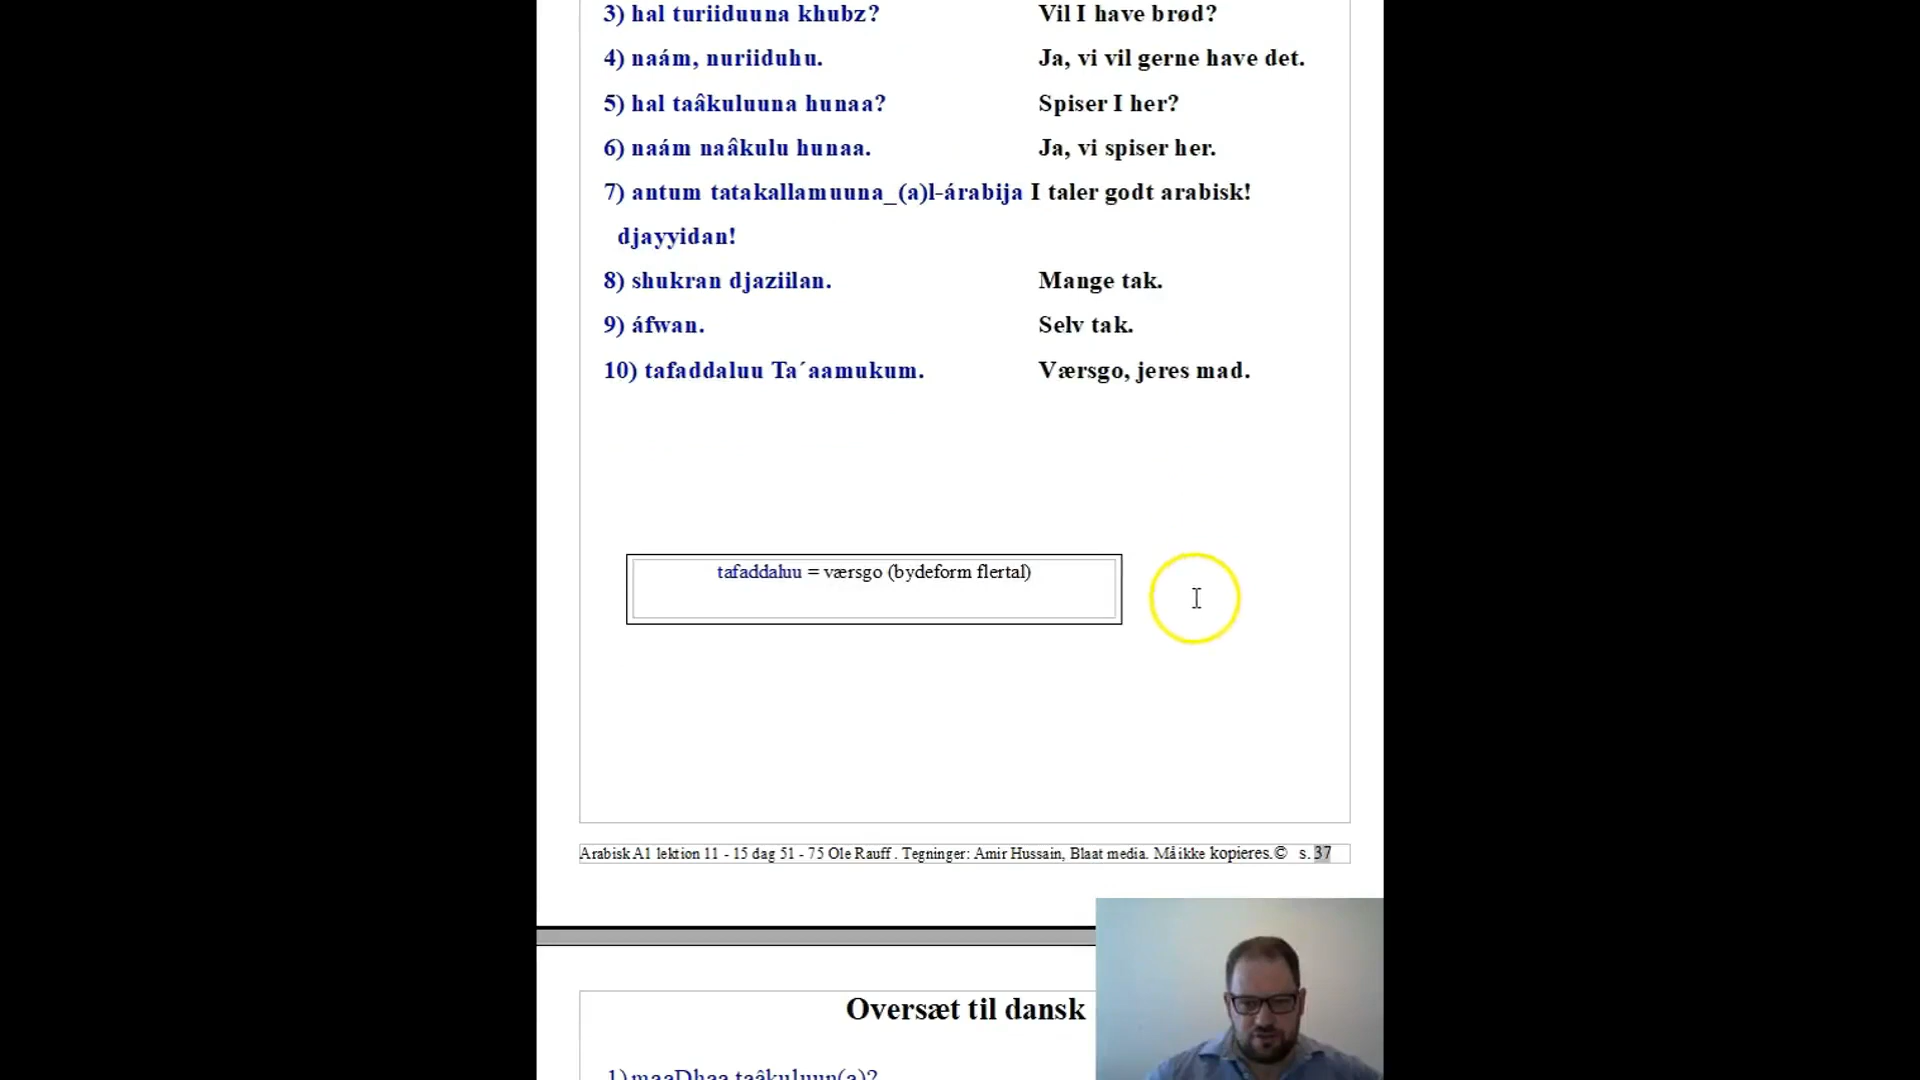 3) hal turiiduuna khubz? Vil I have brød?
4) naám, nuriiduhu. Ja, vi vil gerne have det.
5) hal taâkuluuna hunaa? Spiser I her?
6) naám naâkulu hunaa. Ja, vi spiser her.
7) antum tatakallamuuna_(a)l-árabija I taler godt arabisk!
djayyidan!
8) shukran djaziilan. Mange tak.
9) áfwan. Selv tak.
10) tafaddaluu Ta´aamukum. Værsgo, jeres mad.
tafaddaluu = værsgo (bydeform flertal)
Arabisk A1 lektion 11 - 15 dag 51 - 75 Ole Rauff . Tegninger: Amir Hussain, Blaat media. Må ikke kopieres.© s. 37
Oversæt til dansk
1) maaDhaa taâkuluun(a)?